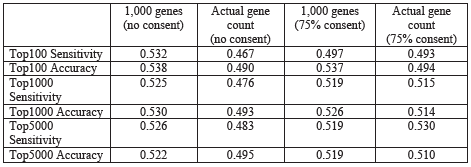 1,000 genes
(no consent)
Actual gene
count
(no consent)
1,000 genes
(75% consent)
Actual gene
count
(75% consent)
Top100 Sensitivity 0.532 0.467 0.497 0.493
Top100 Accuracy 0.538 0.490 0.537 0.494
Top1000
Sensitivity
0.525 0.476 0.519 0.515
Top1000 Accuracy 0.530 0.493 0.526 0.514
Top5000
Sensitivity
0.526 0.483 0.519 0.530
Top5000 Accuracy 0.522 0.495 0.519 0.510